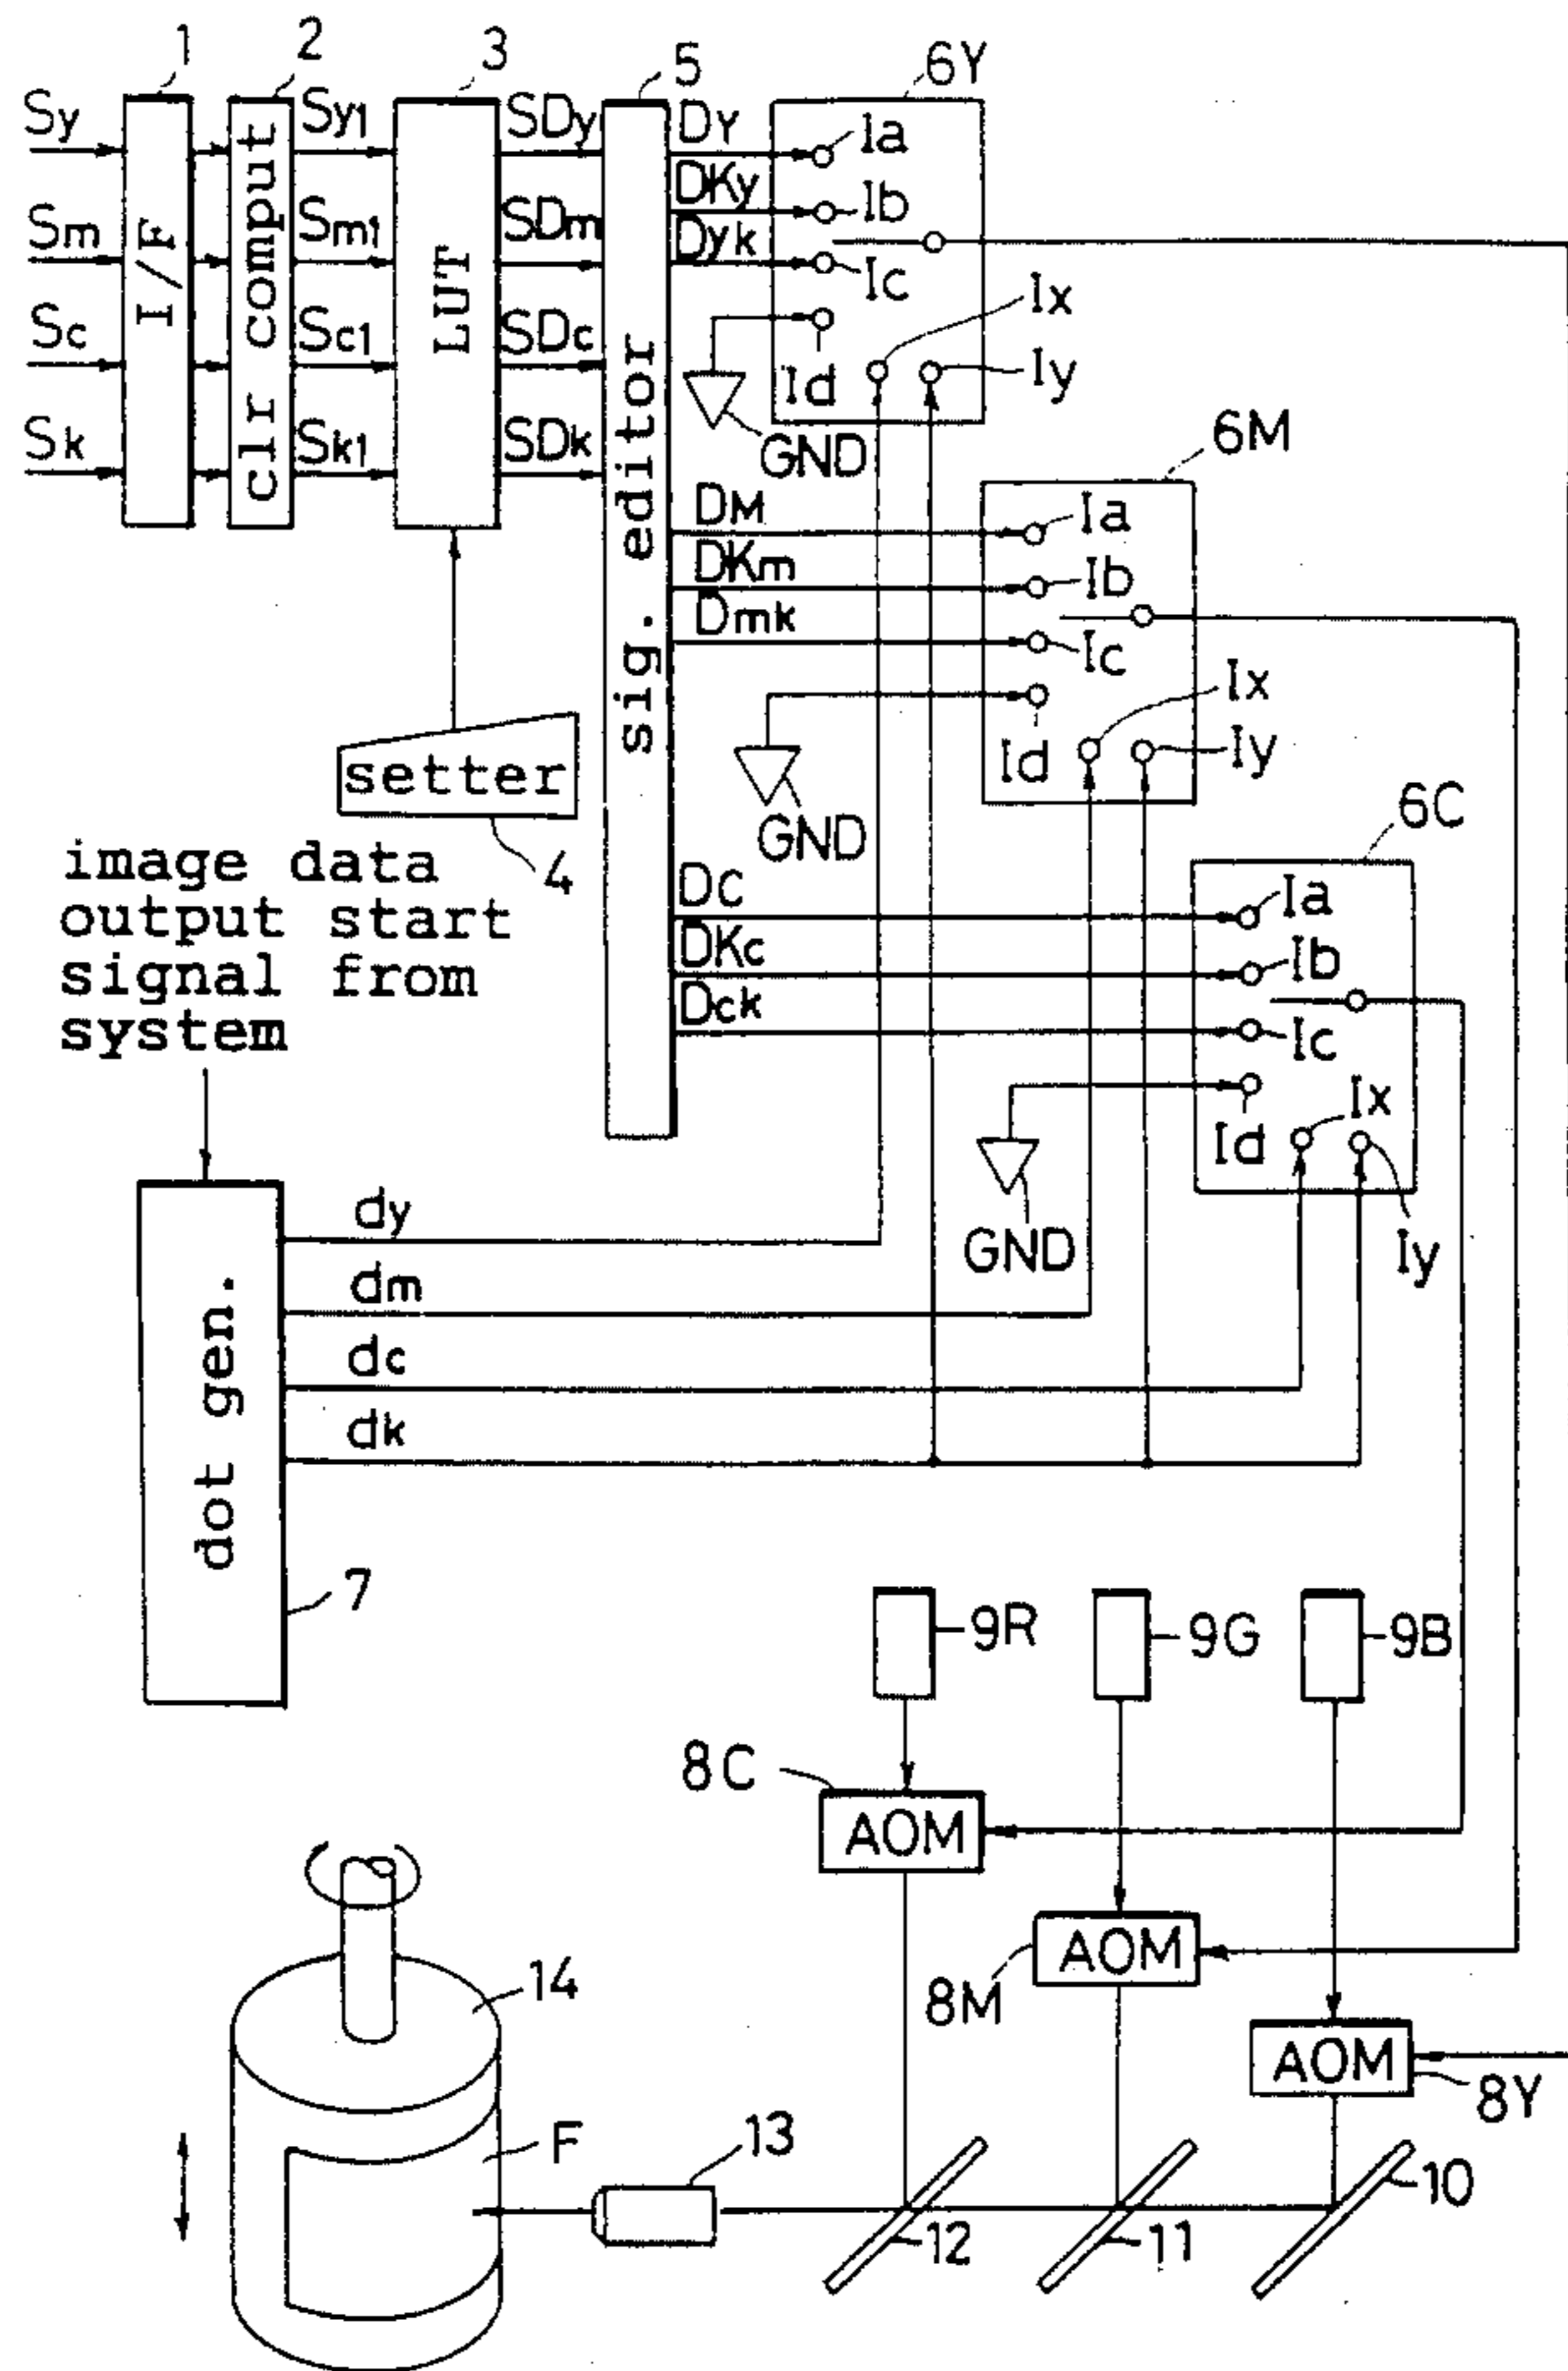 1
2
3
5
6Y
Sy
Sm
Sc
Sk
I/F
clr comput
Sy1
Sm1
Sc1
Sk1
LUT
SDy
SDm
SDc
SDk
sig. editor
DY
DKy
Dyk
Ia
Ib
Ic
Id
Ix
Iy
GND
6M
DM
DKm
Dmk
Ia
Ib
Ic
Id
Ix
Iy
GND
setter
4
6C
DC
DKc
Dck
Ia
Ib
Ic
Id
Ix
Iy
GND
image data
output start
signal from
system
dot gen.
7
dy
dm
dc
dk
9R
9G
9B
8C
AOM
8M
AOM
AOM
8Y
14
F
13
12
11
10